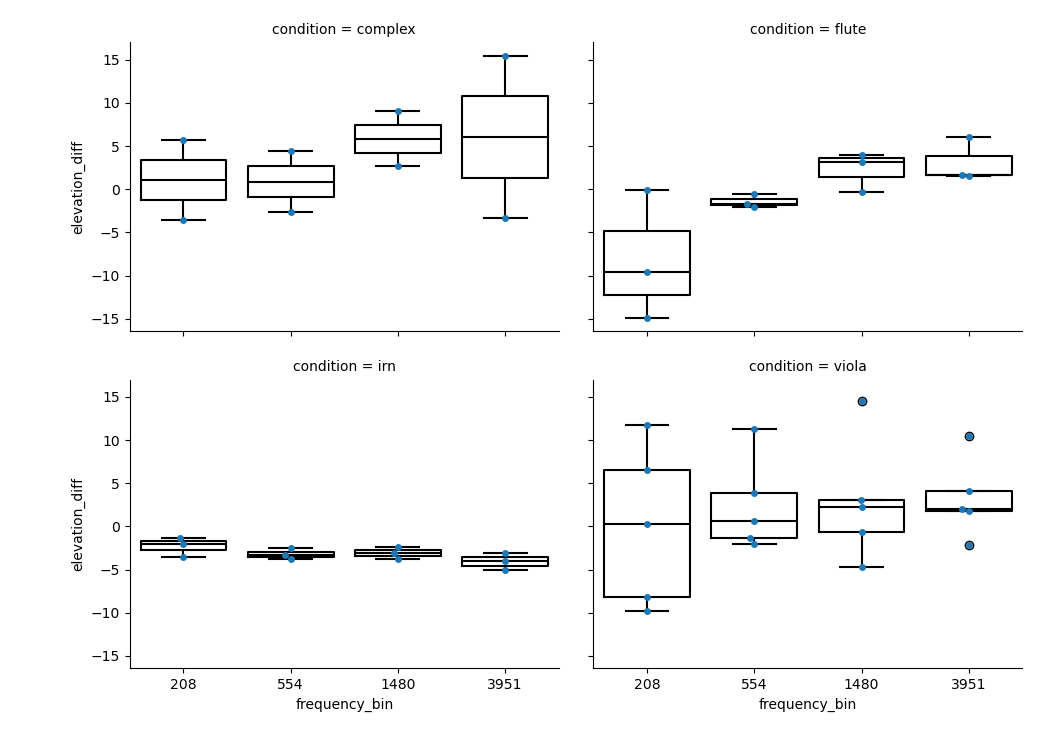 condition = complex
condition = flute
15
10
5
0
−5
−10
−15
elevation_diff
condition = irn
condition = viola
15
10
5
0
−5
−10
−15
elevation_diff
208 554 1480 3951
208 554 1480 3951
frequency_bin
frequency_bin